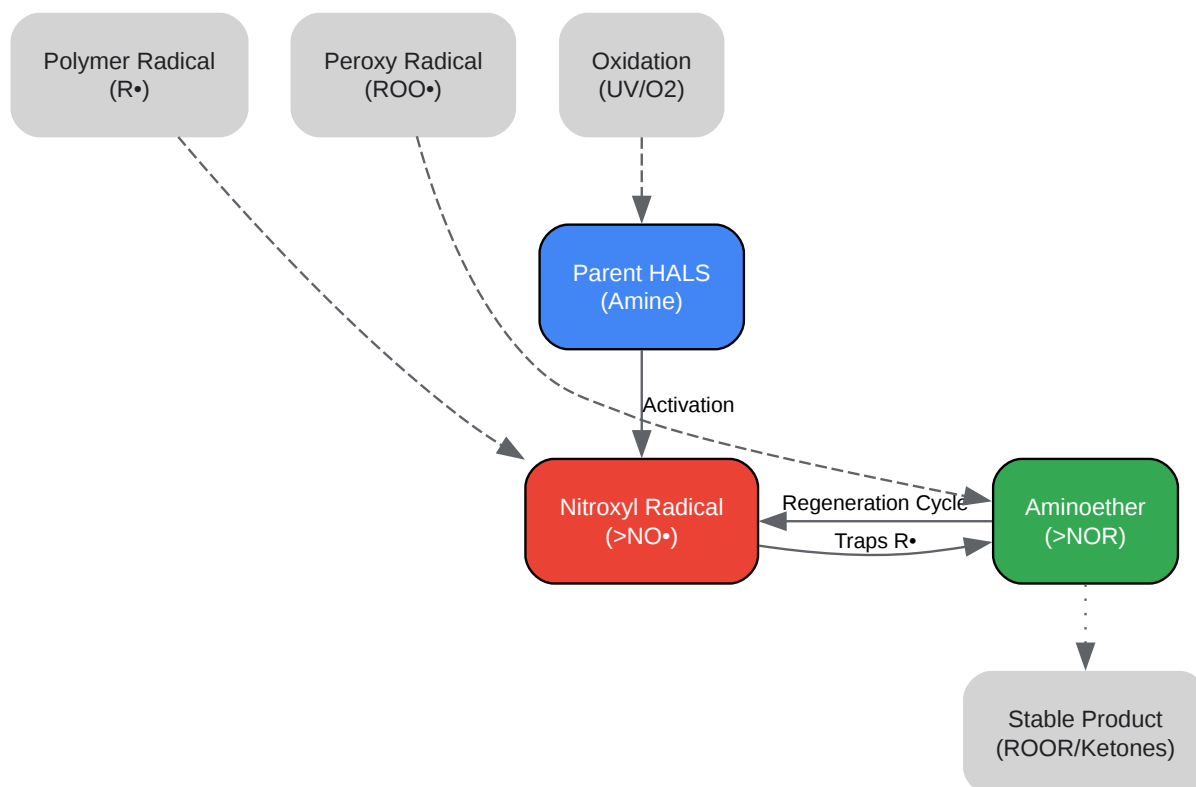 Polymer Radical
(R•)
Peroxy Radical
(ROO•)
Oxidation
(UV/O2)
Parent HALS
(Amine)
Activation
Nitroxyl Radical
(>NO•)
Regeneration Cycle
Traps R•
Aminoether
(>NOR)
Stable Product
(ROOR/Ketones)